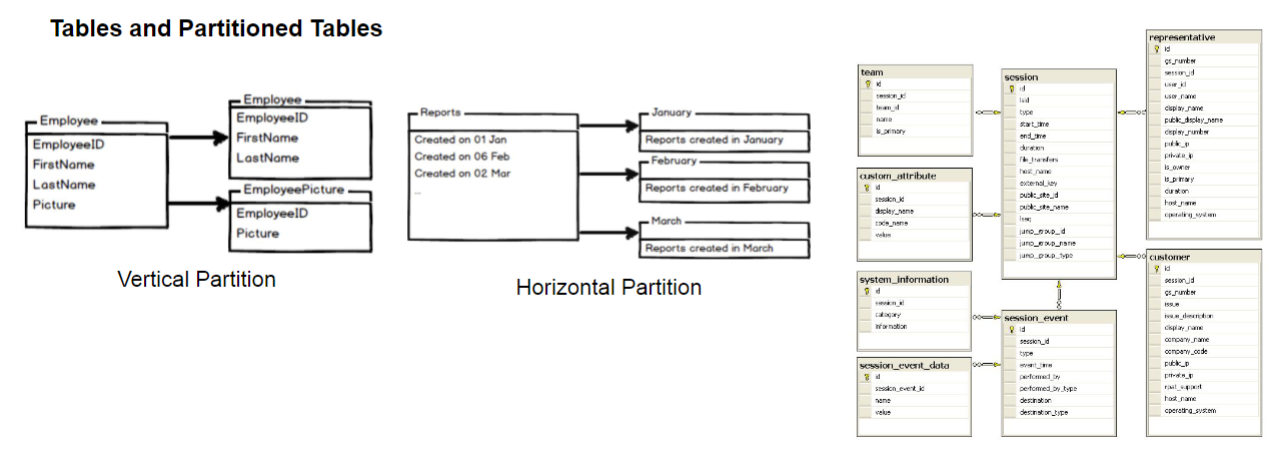 Tables and Partitioned Tables
Employee
EmployeeID
FirstName
LastName
Picture
Employee
EmployeeID
FirstName
LastName
EmployeePicture
EmployeeID
Picture
Vertical Partition
Reports
Created on 01 Jan
Created on 06 Feb
Created on 02 Mar
...
January
Reports created in January
February
Reports created in February
March
Reports created in March
Horizontal Partition
team
id
session_id
name
is_primary
custom_attribute
id
session_id
display_name
code_name
value
system_information
id
session_id
category
information
session_event_data
id
session_event_id
name
value
session
id
type
start_time
end_time
duration
file_transfers
host_name
external_key
public_site_id
public_site_name
jump_group_id
jump_group_name
jump_group_type
session_event
id
session_id
type
event_time
performed_by
performed_by_type
destination
destination_type
representative
id
gs_number
session_id
user_id
user_name
display_name
public_display_name
display_number
public_ip
private_ip
is_owner
is_primary
duration
host_name
operating_system
customer
id
session_id
gs_number
issue
issue_description
display_name
company_name
company_code
public_ip
private_ip
host_name
operating_system